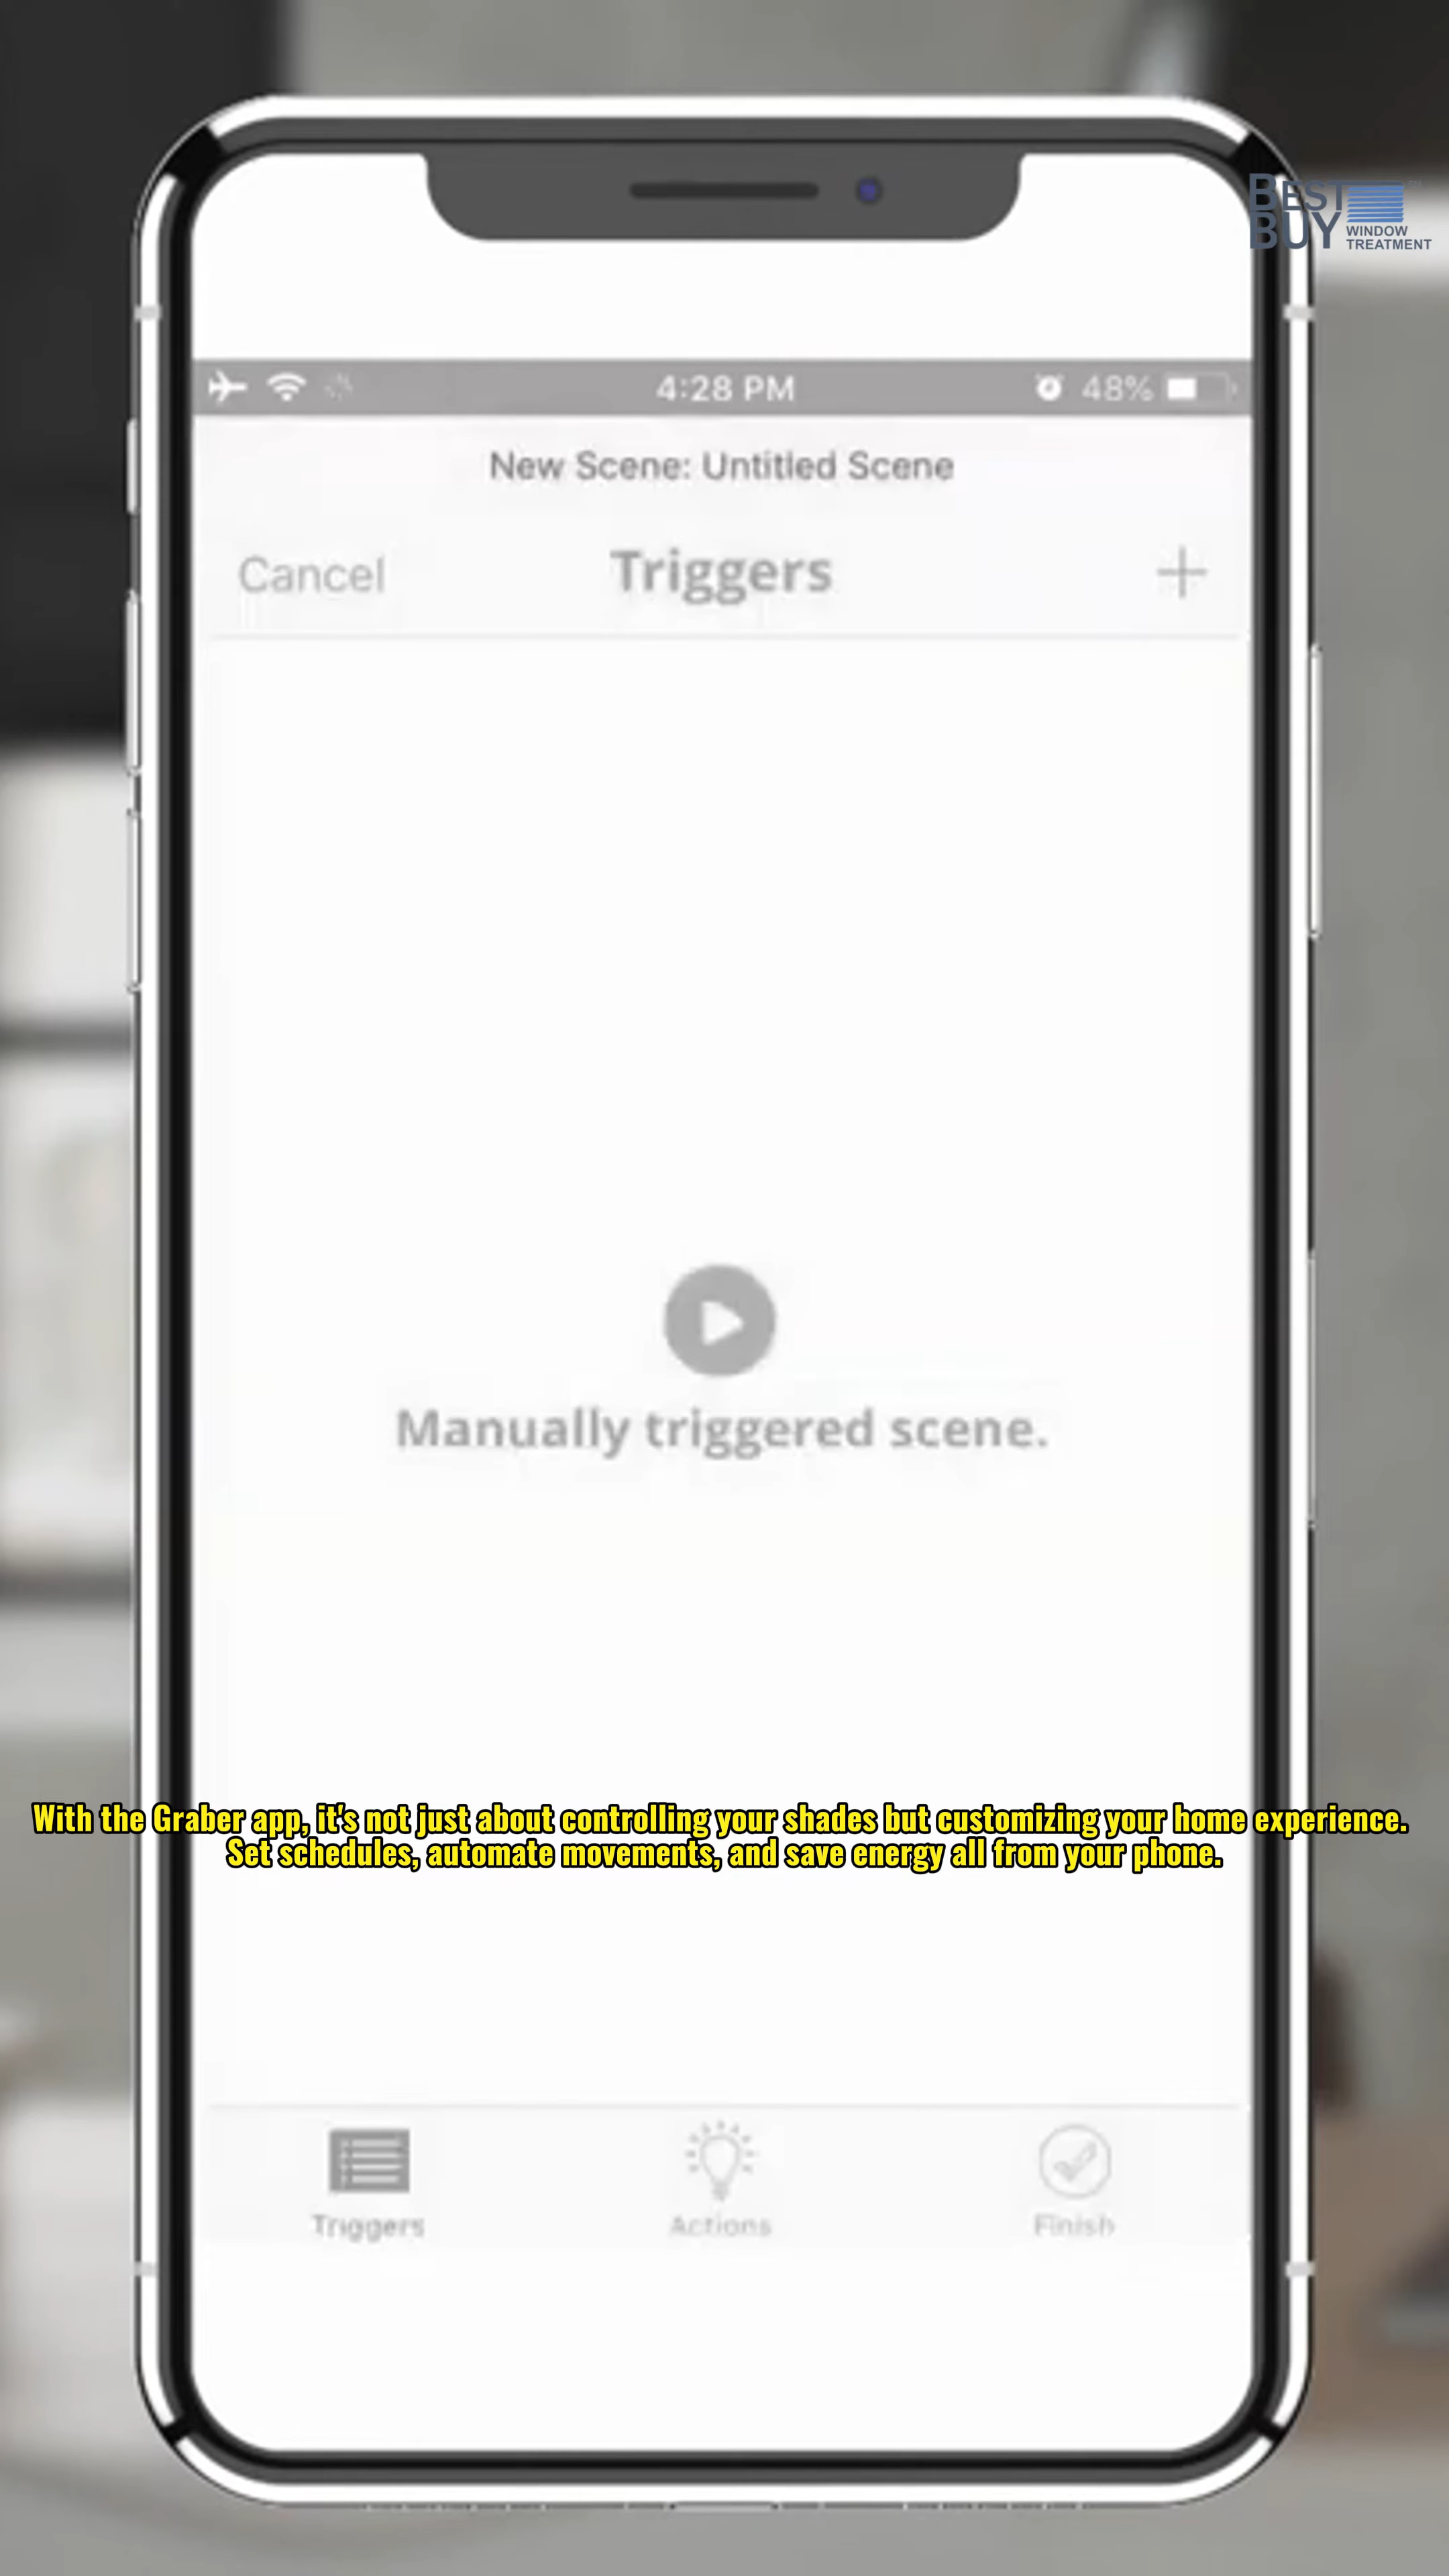 BEST
BUY
WINDOW
TREATMENT
4:28 PM
48%
New Scene: Untitled Scene
Cancel
Triggers
Manually triggered scene.
With the Graber app, it's not just about controlling your shades but customizing your home experience.
Set schedules, automate movements, and save energy all from your phone.
Triggers
Actions
Finish